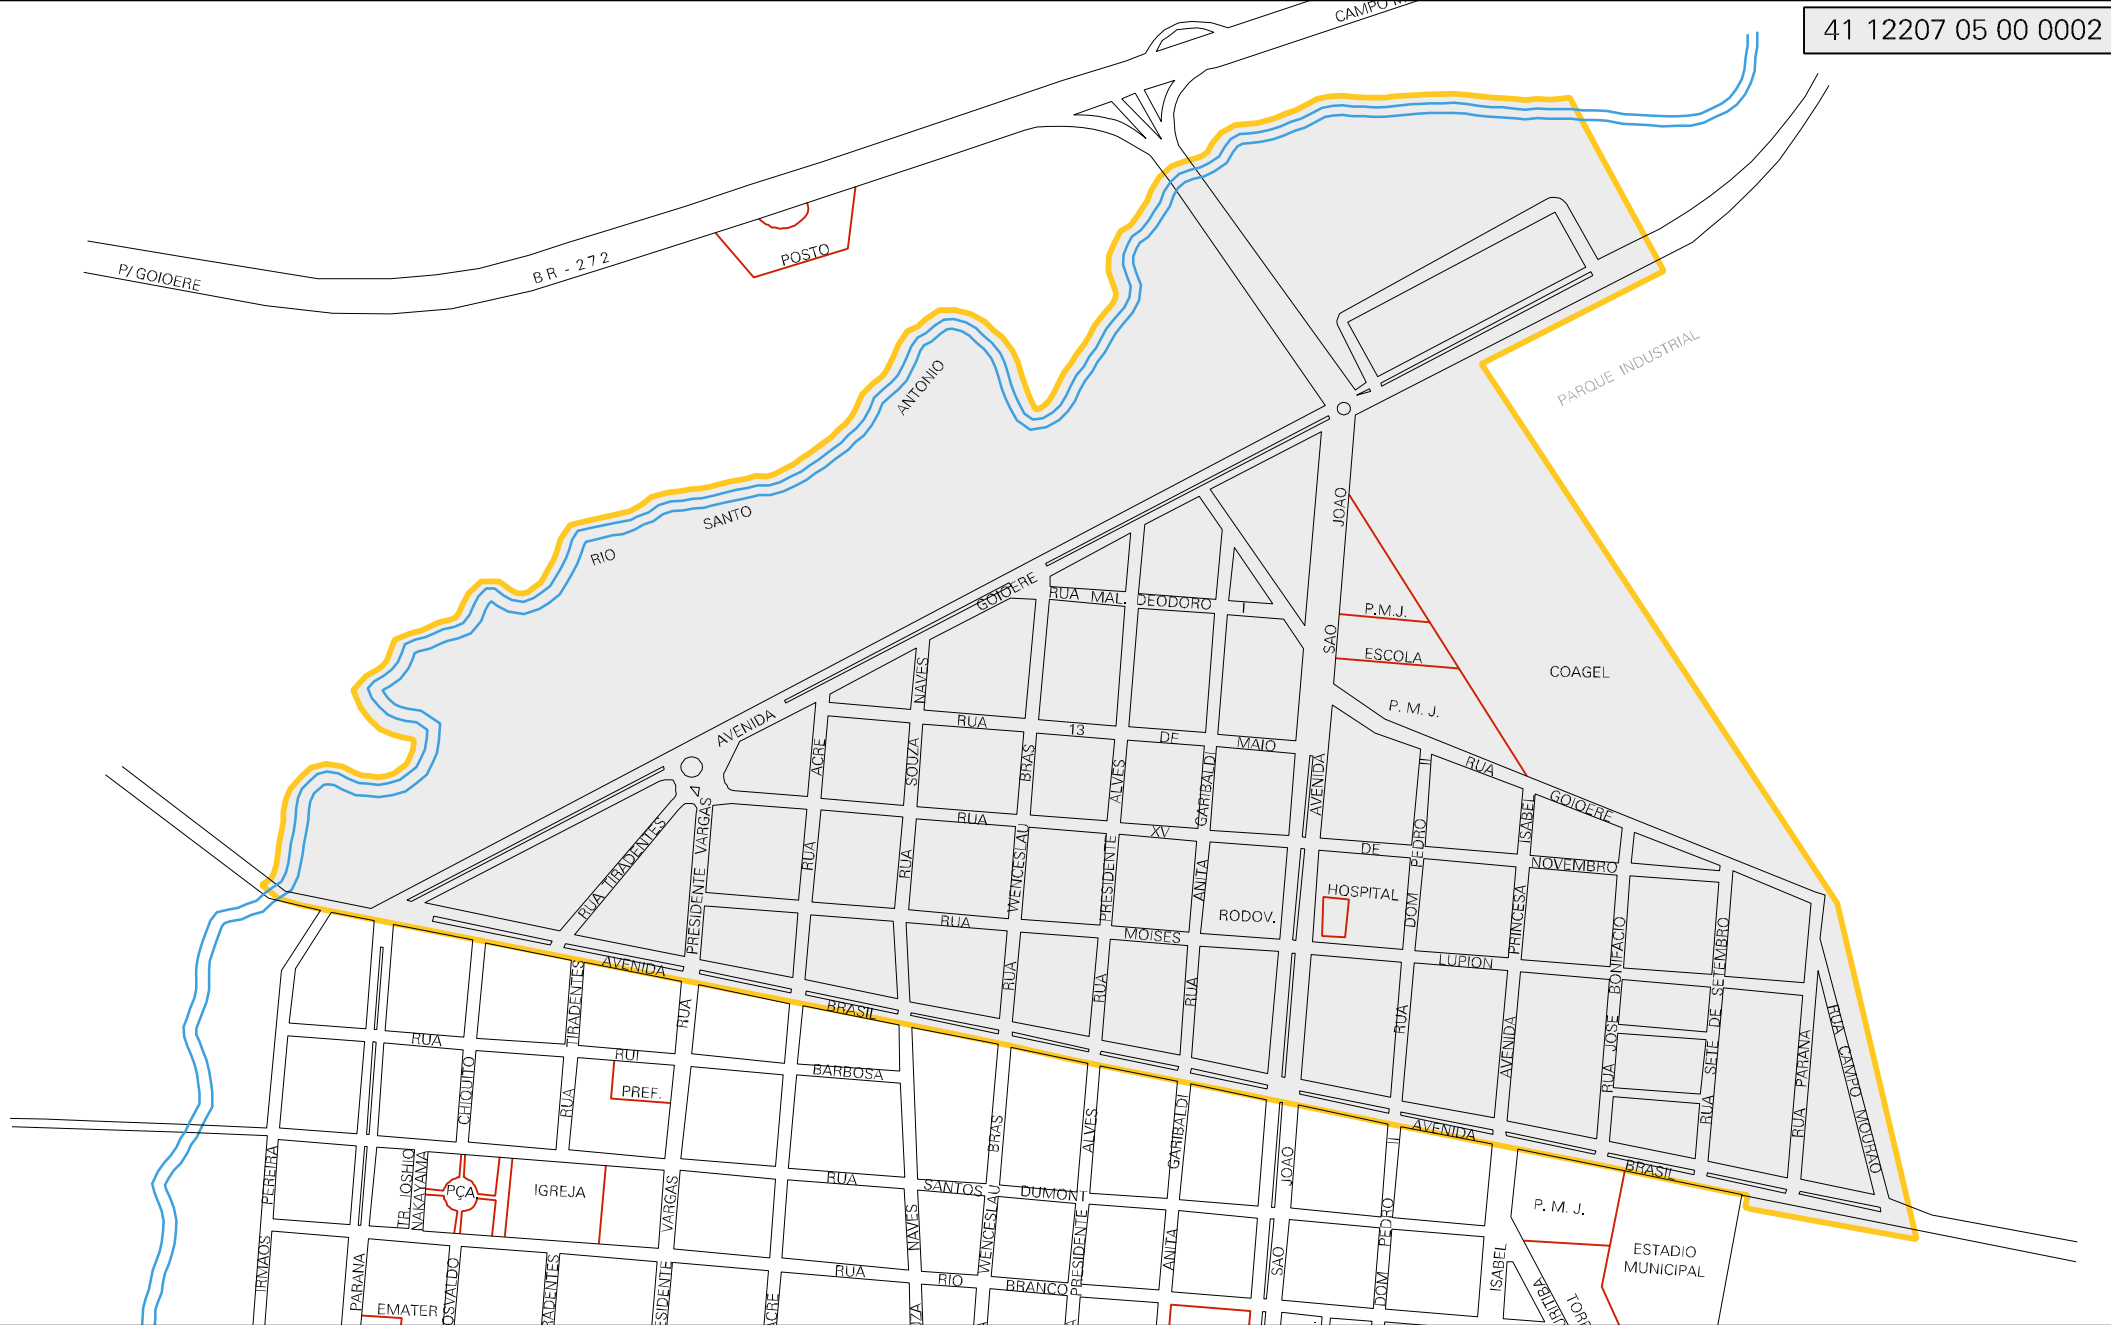 41 12207 05 00 0002
P/ GOIOERE
BR - 272
POSTO
PARQUE INDUSTRIAL
RIO
SANTO
ANTONIO
AVENIDA
GOIOERE
RUA MAL. DEODORO
JOAO
SAO
AVENIDA
P.M.J.
ESCOLA
P. M. J.
COAGEL
RUA
13
DE
MAIO
RUA
GOIOERE
NAVES
SOUZA
RUA
ACRE
RUA
BRAS
WENCESLAU
RUA
ALVES
PRESIDENTE
RUA
GARIBALDI
ANITA
RUA
RUA
XV
DE
NOVEMBRO
RUA TIRADENTES
PRESIDENTE VARGAS
RUA
HOSPITAL
RODOV.
PEDRO
DOM
RUA
ISABEL
PRINCESA
AVENIDA
BONIFACIO
RUA JOSE
SETEMBRO
SETE DE
RUA
RUA PARANA
RUA CAMPO MOURAO
RUA
MOISES
LUPION
AVENIDA
BRASIL
AVENIDA
BRASIL
TIRADENTES
RUA
RUA
RUI
BARBOSA
PREF.
CHIQUITO
PEREIRA
IRMAOS
TR. JOSHIO
NAKAYAMA
PÇA.
IGREJA
VARGAS
RUA
SANTOS
DUMONT
BRAS
WENCESLAU
ALVES
PRESIDENTE
GARIBALDI
ANITA
JOAO
SAO
PEDRO II
DOM
ISABEL
P. M. J.
ESTADIO
MUNICIPAL
NAVES
RUA
RIO
BRANCO
PARANA
OSVALDO
ACRE
EMATER